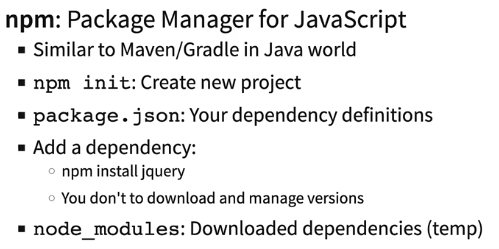 npm: Package Manager for JavaScript
▪ Similar to Maven/Gradle in Java world
▪ npm init: Create new project
▪ package.json: Your dependency definitions
▪ Add a dependency:
○ npm install jquery
○ You don't to download and manage versions
▪ node_modules: Downloaded dependencies (temp)